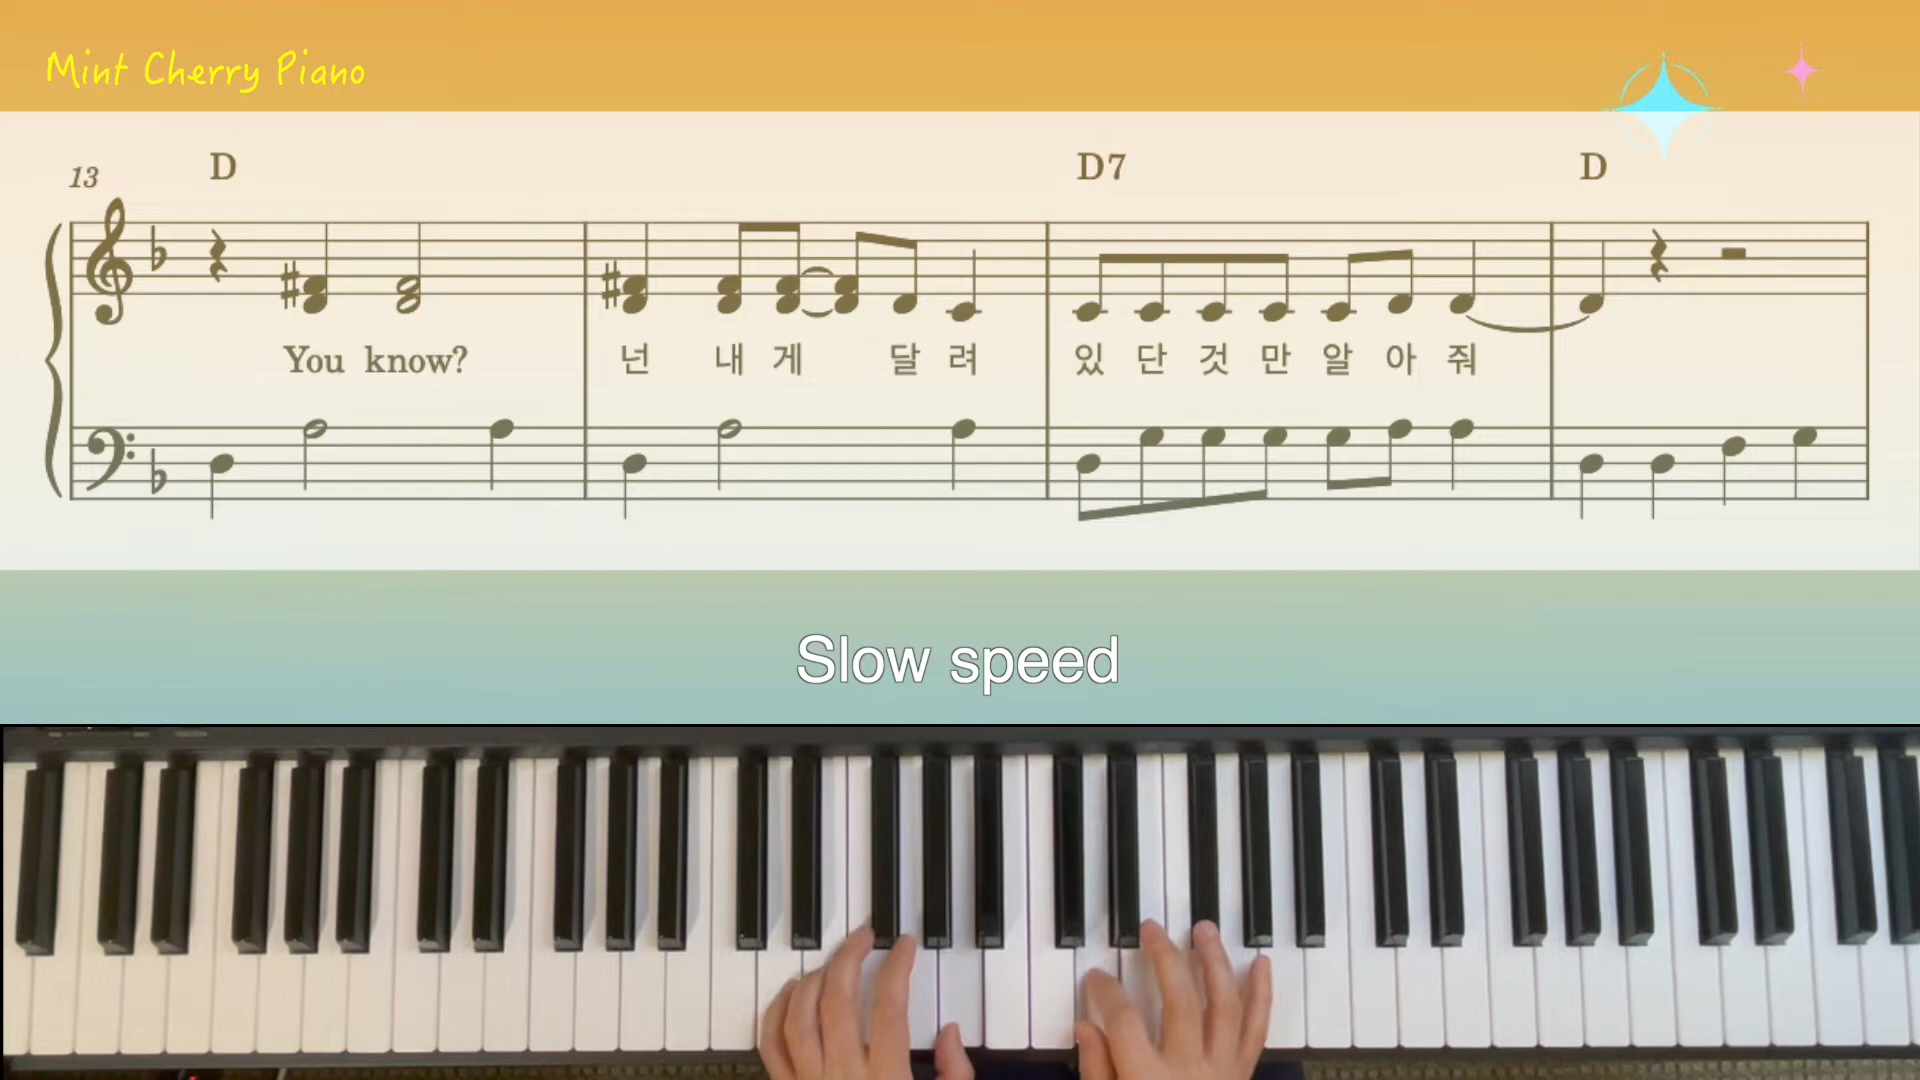 Mint Cherry Piano
13 D D7 D
You know? 넌 내 게 달 려 있 단 것 만 알 아 줘
Slow speed